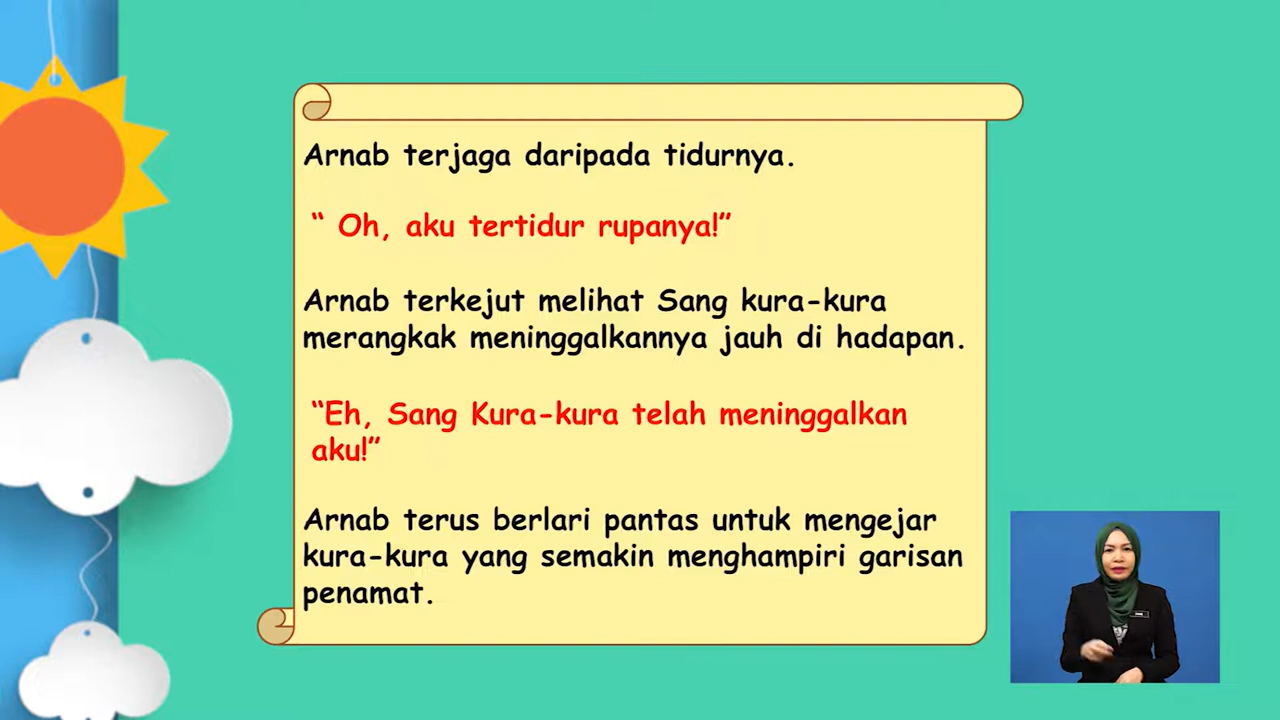 Arnab terjaga daripada tidurnya.
“ Oh, aku tertidur rupanya!”
Arnab terkejut melihat Sang kura-kura
merangkak meninggalkannya jauh di hadapan.
“Eh, Sang Kura-kura telah meninggalkan
aku!”
Arnab terus berlari pantas untuk mengejar
kura-kura yang semakin menghampiri garisan
penamat.